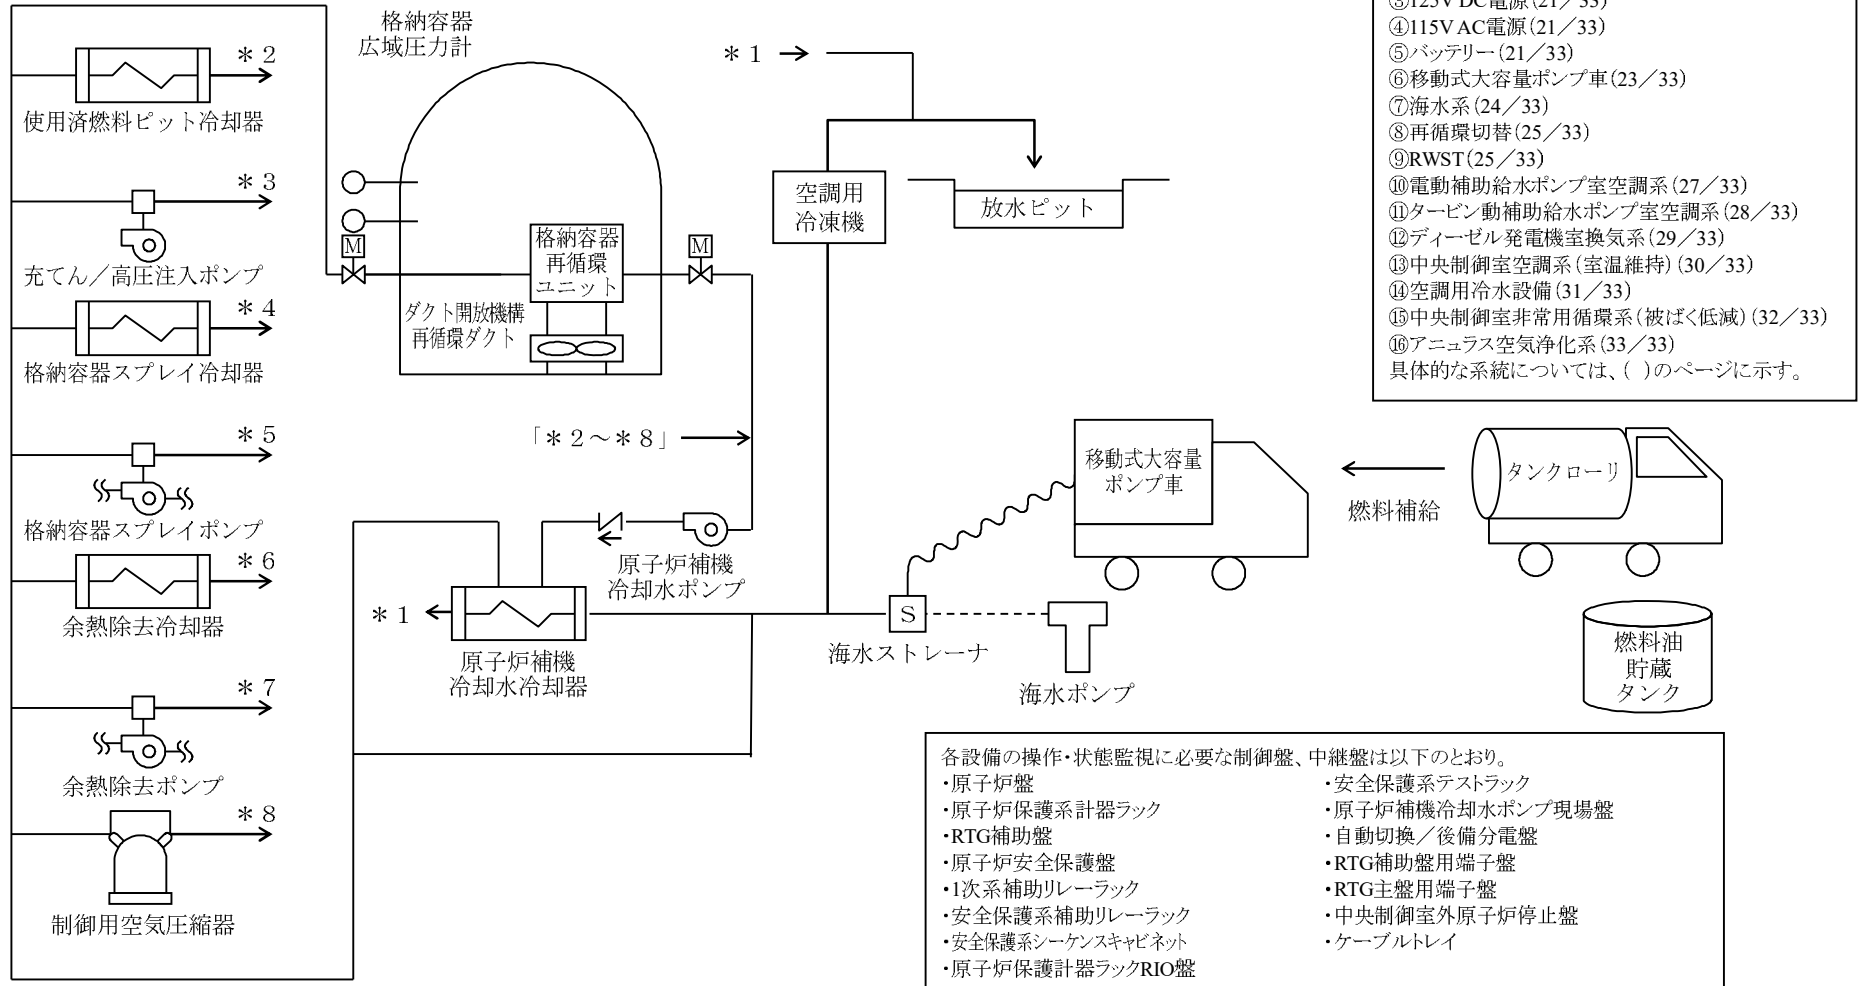 格納容器
広域圧力計
＊2
使用済燃料ピット冷却器
＊3
充てん／高圧注入ポンプ
＊4
格納容器スプレイ冷却器
＊5
格納容器スプレイポンプ
＊6
余熱除去冷却器
＊7
余熱除去ポンプ
＊8
制御用空気圧縮器
M
M
格納容器
再循環
ユニット
ダクト開放機構
再循環ダクト
「＊2～＊8」
原子炉補機
冷却水ポンプ
＊1
原子炉補機
冷却水冷却器
＊1
空調用
冷凍機
放水ピット
S
海水ストレーナ
海水ポンプ
移動式大容量
ポンプ車
燃料補給
タンクローリ
燃料油
貯蔵
タンク
③125V DC電源(21／33)
④115V AC電源(21／33)
⑤バッテリー(21／33)
⑥移動式大容量ポンプ車(23／33)
⑦海水系(24／33)
⑧再循環切替(25／33)
⑨RWST(25／33)
⑩電動補助給水ポンプ室空調系(27／33)
⑪タービン動補助給水ポンプ室空調系(28／33)
⑫ディーゼル発電機室換気系(29／33)
⑬中央制御室空調系(室温維持)(30／33)
⑭空調用冷水設備(31／33)
⑮中央制御室非常用循環系(被ばく低減)(32／33)
⑯アニュラス空気浄化系(33／33)
具体的な系統については、( )のページに示す。
各設備の操作・状態監視に必要な制御盤、中継盤は以下のとおり。
・原子炉盤
・原子炉保護系計器ラック
・RTG補助盤
・原子炉安全保護盤
・1次系補助リレーラック
・安全保護系補助リレーラック
・安全保護系シーケンスキャビネット
・原子炉保護計器ラックRIO盤
・安全保護系テストラック
・原子炉補機冷却水ポンプ現場盤
・自動切換／後備分電盤
・RTG補助盤用端子盤
・RTG主盤用端子盤
・中央制御室外原子炉停止盤
・ケーブルトレイ